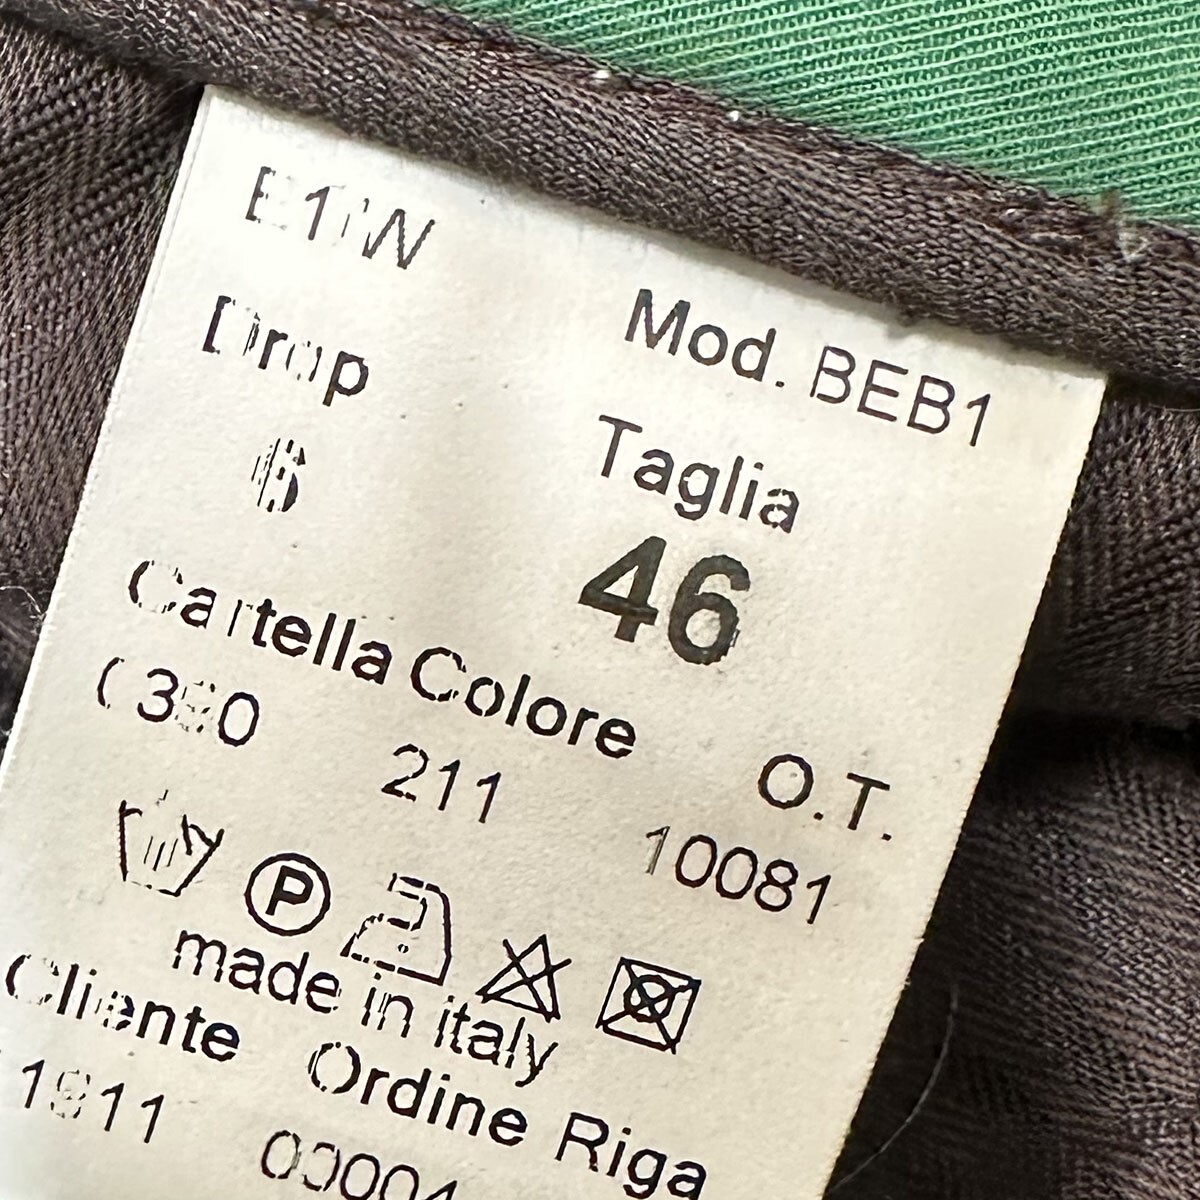 Mod. BEB1
Drop
Taglia
6
46
Cartella Colore
O.T.
211
10081
P
made in italy
Cliente Ordine Riga